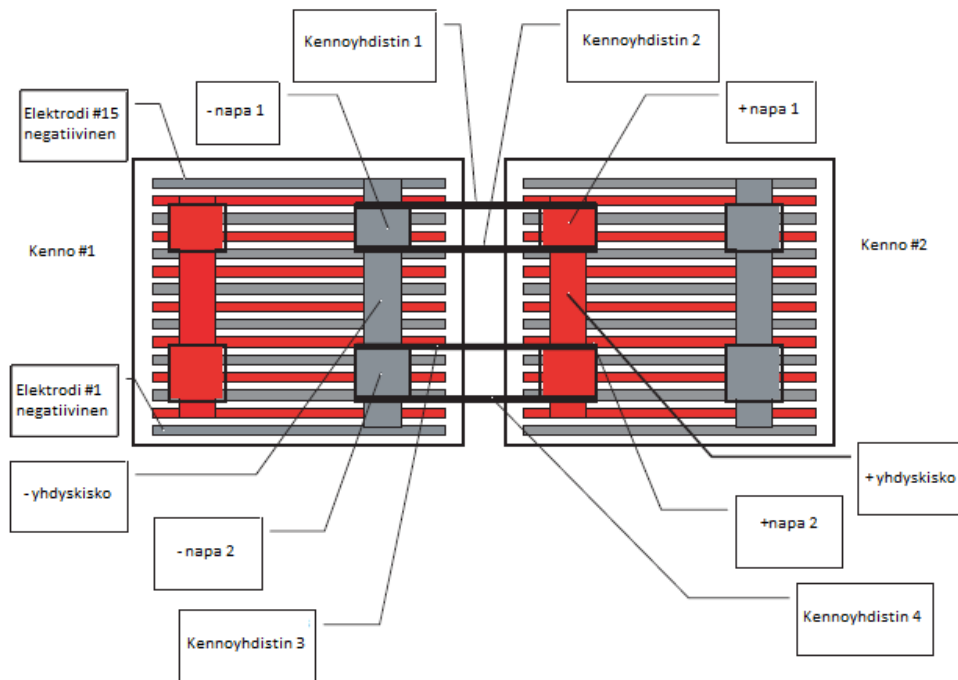 Kennoyhdistin 1
Kennoyhdistin 2
Elektrodi #15
negatiivinen
- napa 1
+ napa 1
Kenno #1
Kenno #2
Elektrodi #1
negatiivinen
- yhdyskisko
+ yhdyskisko
- napa 2
+napa 2
Kennoyhdistin 3
Kennoyhdistin 4